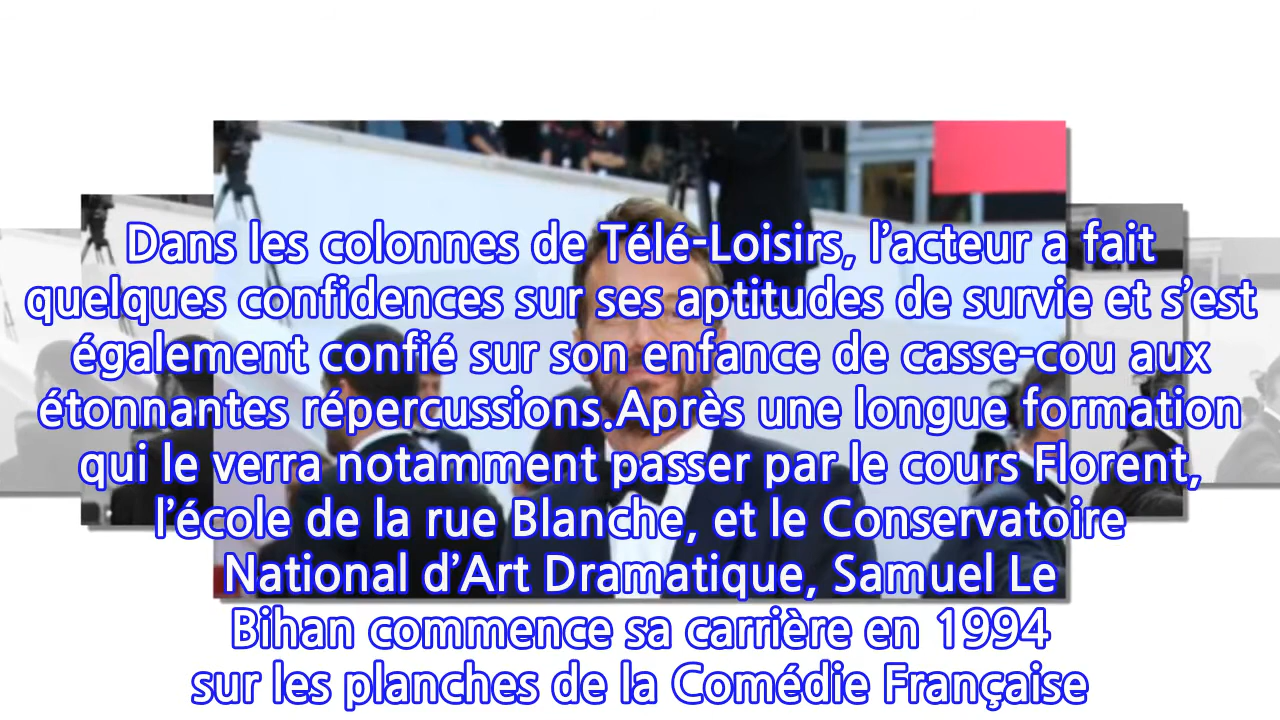 Dans les colonnes de Télé-Loisirs, l’acteur a fait
quelques confidences sur ses aptitudes de survie et s’est
également confié sur son enfance de casse-cou aux
étonnantes répercussions.Après une longue formation
qui le verra notamment passer par le cours Florent,
l’école de la rue Blanche, et le Conservatoire
National d’Art Dramatique, Samuel Le
Bihan commence sa carrière en 1994
sur les planches de la Comédie Française